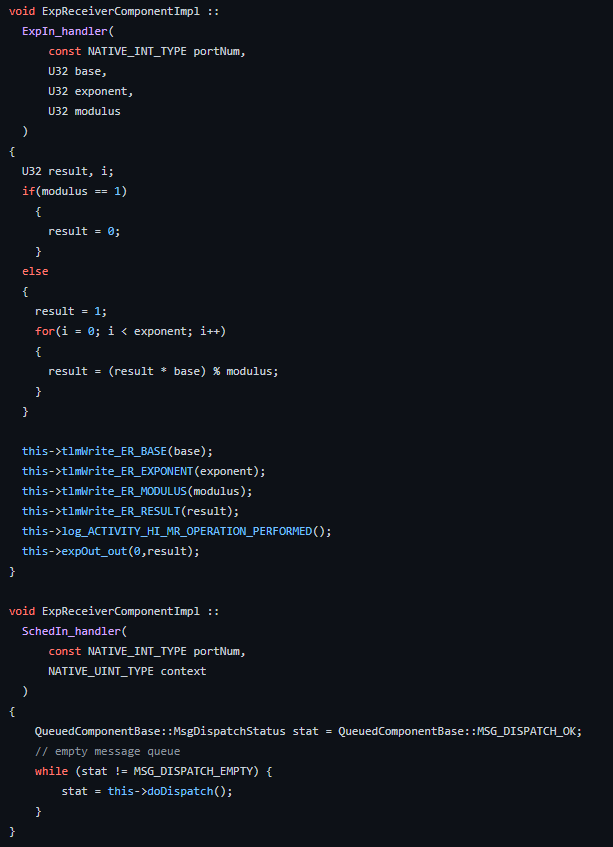 void ExpReceiverComponentImpl ::
  ExpIn_handler(
      const NATIVE_INT_TYPE portNum,
      U32 base,
      U32 exponent,
      U32 modulus
  )
{
  U32 result, i;
  if(modulus == 1)
    {
      result = 0;
    }
  else
  {
    result = 1;
    for(i = 0; i < exponent; i++)
    {
      result = (result * base) % modulus;
    }
  }

  this->tlmWrite_ER_BASE(base);
  this->tlmWrite_ER_EXPONENT(exponent);
  this->tlmWrite_ER_MODULUS(modulus);
  this->tlmWrite_ER_RESULT(result);
  this->log_ACTIVITY_HI_MR_OPERATION_PERFORMED();
  this->expOut_out(0,result);
}

void ExpReceiverComponentImpl ::
  SchedIn_handler(
      const NATIVE_INT_TYPE portNum,
      NATIVE_UINT_TYPE context
  )
{
    QueuedComponentBase::MsgDispatchStatus stat = QueuedComponentBase::MSG_DISPATCH_OK;
    // empty message queue
    while (stat != MSG_DISPATCH_EMPTY) {
        stat = this->doDispatch();
    }
}